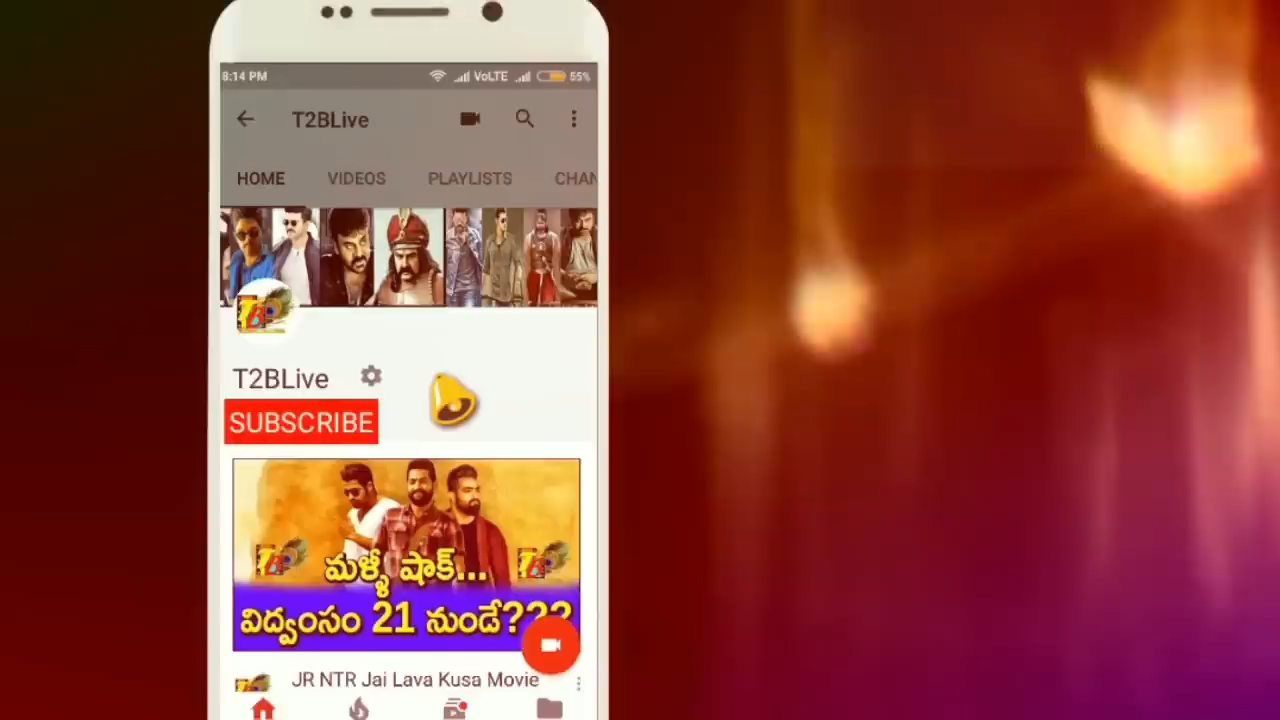 8:14 PM VoLTE 55%
T2BLive
HOME VIDEOS PLAYLISTS CHAN
T2BLive
SUBSCRIBE
మళ్ళీ షాక్...
విద్వంసం 21 నుండే???
JR NTR Jai Lava Kusa Movie